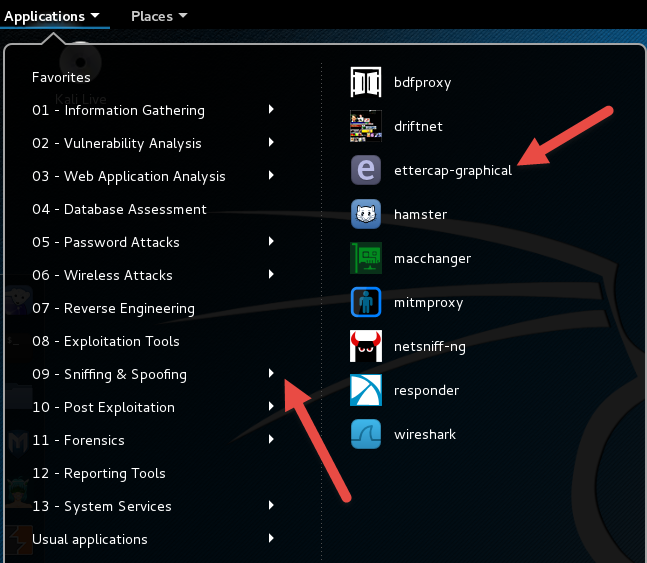 Applications
Places
Favorites
Kali Live
01 - Information Gathering
02 - Vulnerability Analysis
03 - Web Application Analysis
04 - Database Assessment
05 - Password Attacks
06 - Wireless Attacks
07 - Reverse Engineering
08 - Exploitation Tools
09 - Sniffing & Spoofing
10 - Post Exploitation
11 - Forensics
12 - Reporting Tools
13 - System Services
Usual applications
bdfproxy
driftnet
e
ettercap-graphical
hamster
macchanger
mitmproxy
netsniff-ng
responder
wireshark